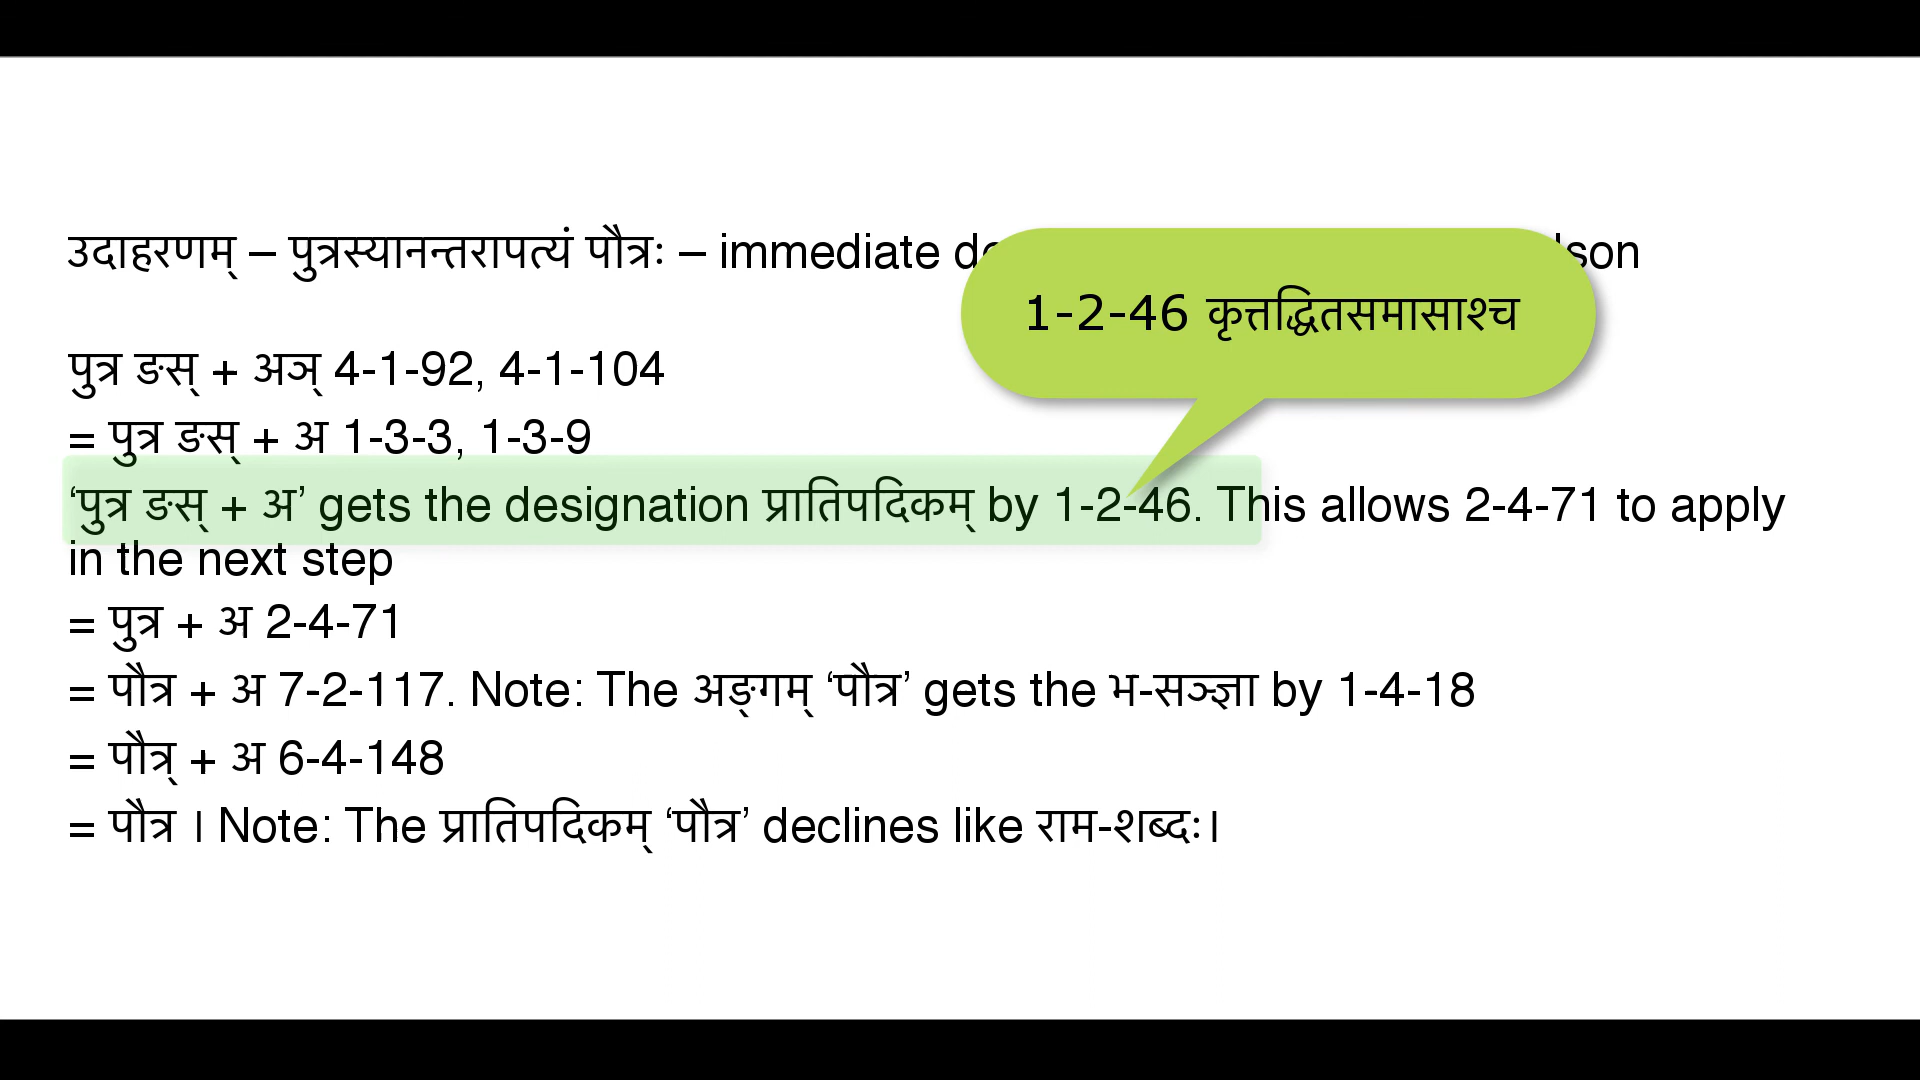 उदाहरणम् – पुत्रस्यानन्तरापत्यं पौत्रः – immediate
1-2-46 कृत्तद्धितसमासाश्च
पुत्र ङस् + अञ् 4-1-92, 4-1-104
= पुत्र ङस् + अ 1-3-3, 1-3-9
‘पुत्र ङस् + अ’ gets the designation प्रातिपदिकम् by 1-2-46. This allows 2-4-71 to apply
in the next step
= पुत्र + अ 2-4-71
= पौत्र + अ 7-2-117. Note: The अङ्गम् ‘पौत्र’ gets the भ-सञ्ज्ञा by 1-4-18
= पौत्र् + अ 6-4-148
= पौत्र । Note: The प्रातिपदिकम् ‘पौत्र’ declines like राम-शब्दः।